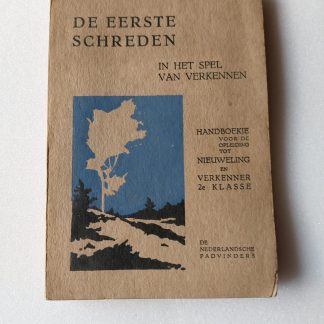 DE EERSTE
SCHREDEN
IN HET SPEL
VAN VERKENNEN
HANDBOEKJE
VOOR DE
OPLEIDING
TOT
NIEUWELING
EN
VERKENNER
2e KLASSE
DE
NEDERLANDSCHE
PADVINDERS